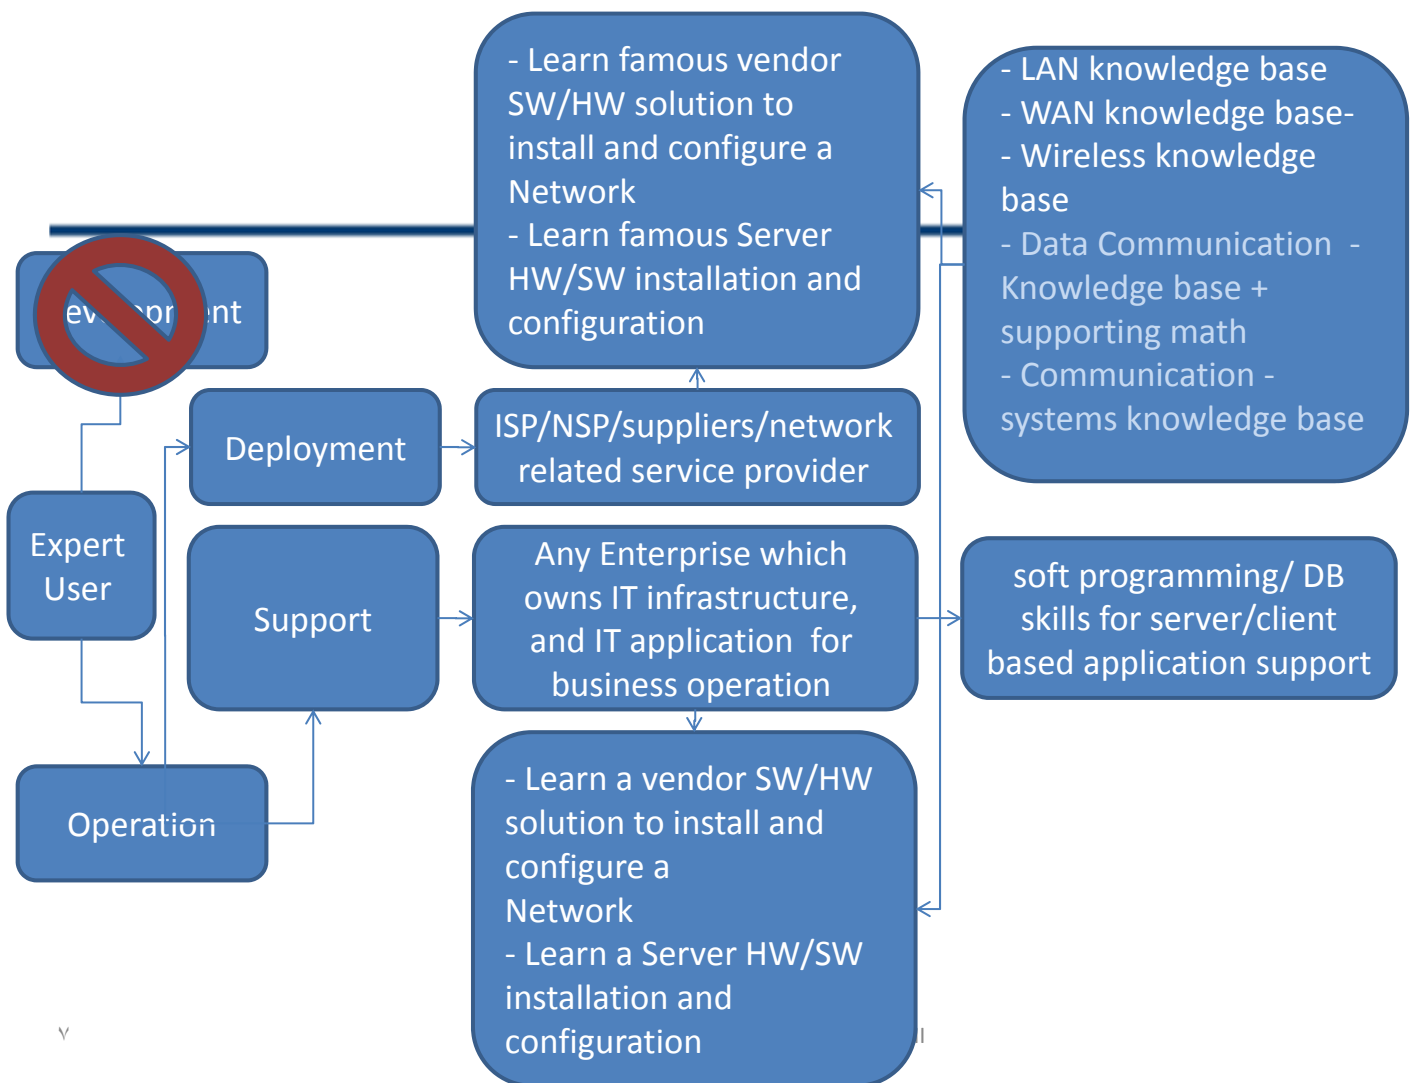 - Learn famous vendor
SW/HW solution to
install and configure a
Network
- Learn famous Server
HW/SW installation and
configuration
- LAN knowledge base
- WAN knowledge base-
- Wireless knowledge
base
- Data Communication -
Knowledge base +
supporting math
- Communication -
systems knowledge base
Deployment
ISP/NSP/suppliers/network
related service provider
Expert
User
Support
Any Enterprise which
owns IT infrastructure,
and IT application for
business operation
soft programming/ DB
skills for server/client
based application support
Operation
- Learn a vendor SW/HW
solution to install and
configure a
Network
- Learn a Server HW/SW
installation and
configuration
٧